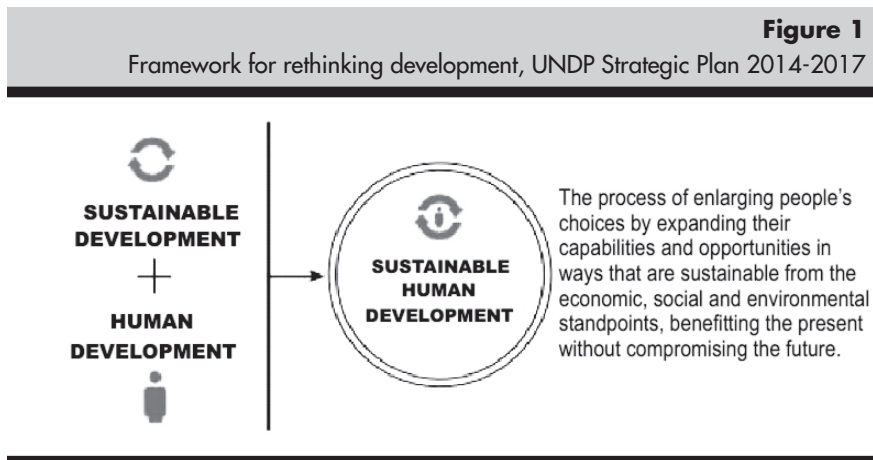 Figure 1
Framework for rethinking development, UNDP Strategic Plan 2014-2017
SUSTAINABLE
DEVELOPMENT
+
HUMAN
DEVELOPMENT
SUSTAINABLE
HUMAN
DEVELOPMENT
The process of enlarging people's
choices by expanding their
capabilities and opportunities in
ways that are sustainable from the
economic, social and environmental
standpoints, benefitting the present
without compromising the future.